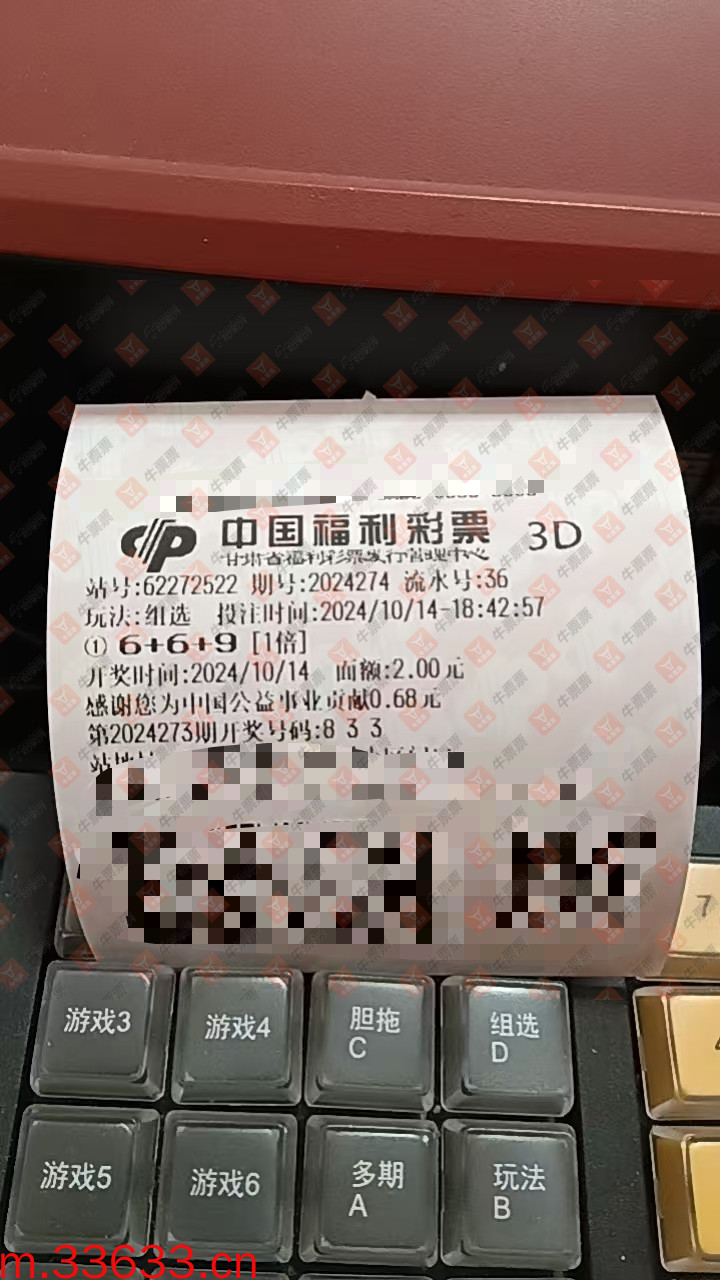 中国福利彩票 3D
甘肃省福利彩票发行管理中心
站号:62272522 期号:2024274 流水号:36
玩法:组选 投注时间:2024/10/14-18:42:57
① 6+6+9 [1倍]
开奖时间:2024/10/14 面额:2.00元
感谢您为中国公益事业贡献0.68元
第2024273期开奖号码:8 3 3
站地
7
游戏3 游戏4 胆拖 C 组选 D
游戏5 游戏6 多期 A 玩法 B
m.33633.cn
牛票票